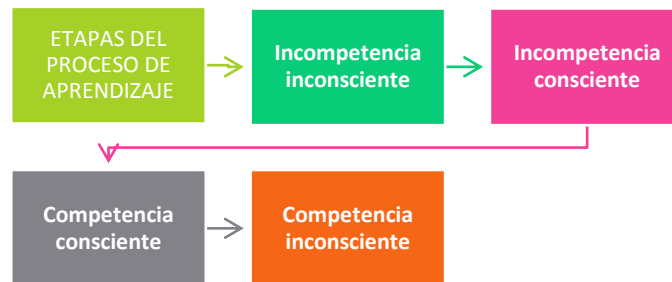 ETAPAS DEL
PROCESO DE
APRENDIZAJE
Incompetencia
inconsciente
Incompetencia
consciente
Competencia
consciente
Competencia
inconsciente